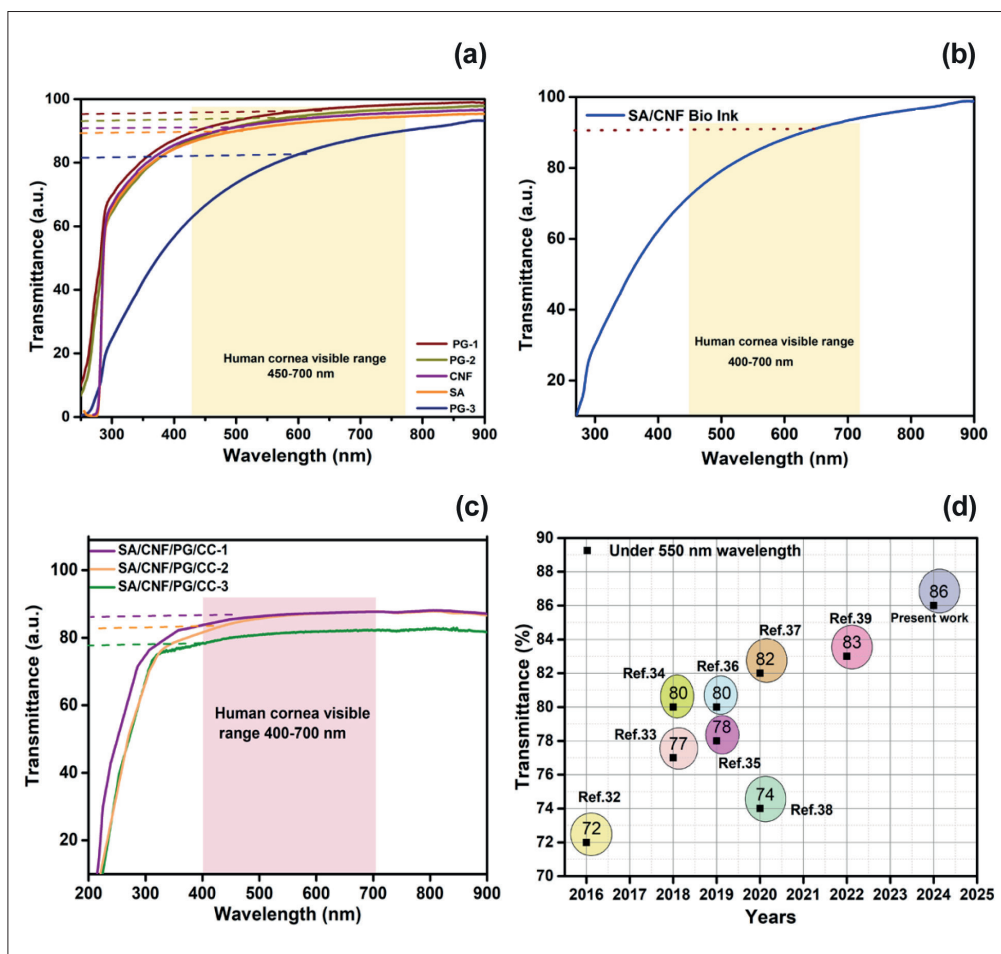 (a)
Transmittance (a.u.)
100
80
60
40
20
0
300 400 500 600 700 800 900
Wavelength (nm)
Human cornea visible range
450-700 nm
PG-1
PG-2
CNF
SA
PG-3
(b)
Transmittance (a.u.)
100
80
60
40
20
300 400 500 600 700 800 900
Wavelength (nm)
SA/CNF Bio Ink
Human cornea visible range
400-700 nm
(c)
SA/CNF/PG/CC-1
SA/CNF/PG/CC-2
SA/CNF/PG/CC-3
Transmittance (a.u.)
100
80
60
40
20
200 300 400 500 600 700 800 900
Wavelength (nm)
Human cornea visible
range 400-700 nm
(d)
Transmittance (%)
90
88
86
84
82
80
78
76
74
72
70
2016 2017 2018 2019 2020 2021 2022 2023 2024 2025
Years
Under 550 nm wavelength
86
Present work
Ref.39
83
Ref.37
82
Ref.36
80
Ref.34
80
78
Ref.35
Ref.33
77
74
Ref.38
Ref.32
72